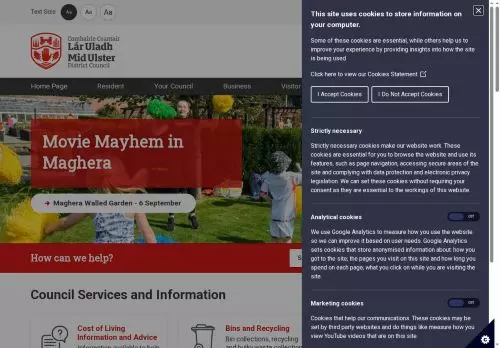 Text Size Aa Aa Aa
Comhairle Ceantair
Lár Uladh
Mid Ulster
District Council
Home Page Resident Your Council Business Visitor
Movie Mayhem in
Maghera
Maghera Walled Garden - 6 September
How can we help?
S
Council Services and Information
Cost of Living
Information and Advice
Information available to help
Bins and Recycling
Bin collections, recycling
and bulky waste collection
This site uses cookies to store information on
your computer.
Some of these cookies are essential, while others help us to
improve your experience by providing insights into how the site
is being used
Click here to view our Cookies Statement
I Accept Cookies I Do Not Accept Cookies
Strictly necessary
Strictly necessary cookies make our website work. These
cookies are essential for you to browse the website and use its
features, such as page navigation, accessing secure areas of the
site and complying with data protection and electronic privacy
legislation. We can set these cookies without requiring your
consent as they are essential to the workings of this website.
Analytical cookies Off
We use Google Analytics to measure how you use the website
so we can improve it based on user needs. Google Analytics
sets cookies that store anonymised information about: how you
got to the site; the pages you visit on this site and how long you
spend on each page; what you click on while you are visiting the
site.
Marketing cookies Off
Cookies that help our communications. These cookies may be
set by third party websites and do things like measure how you
view YouTube videos that are on this site